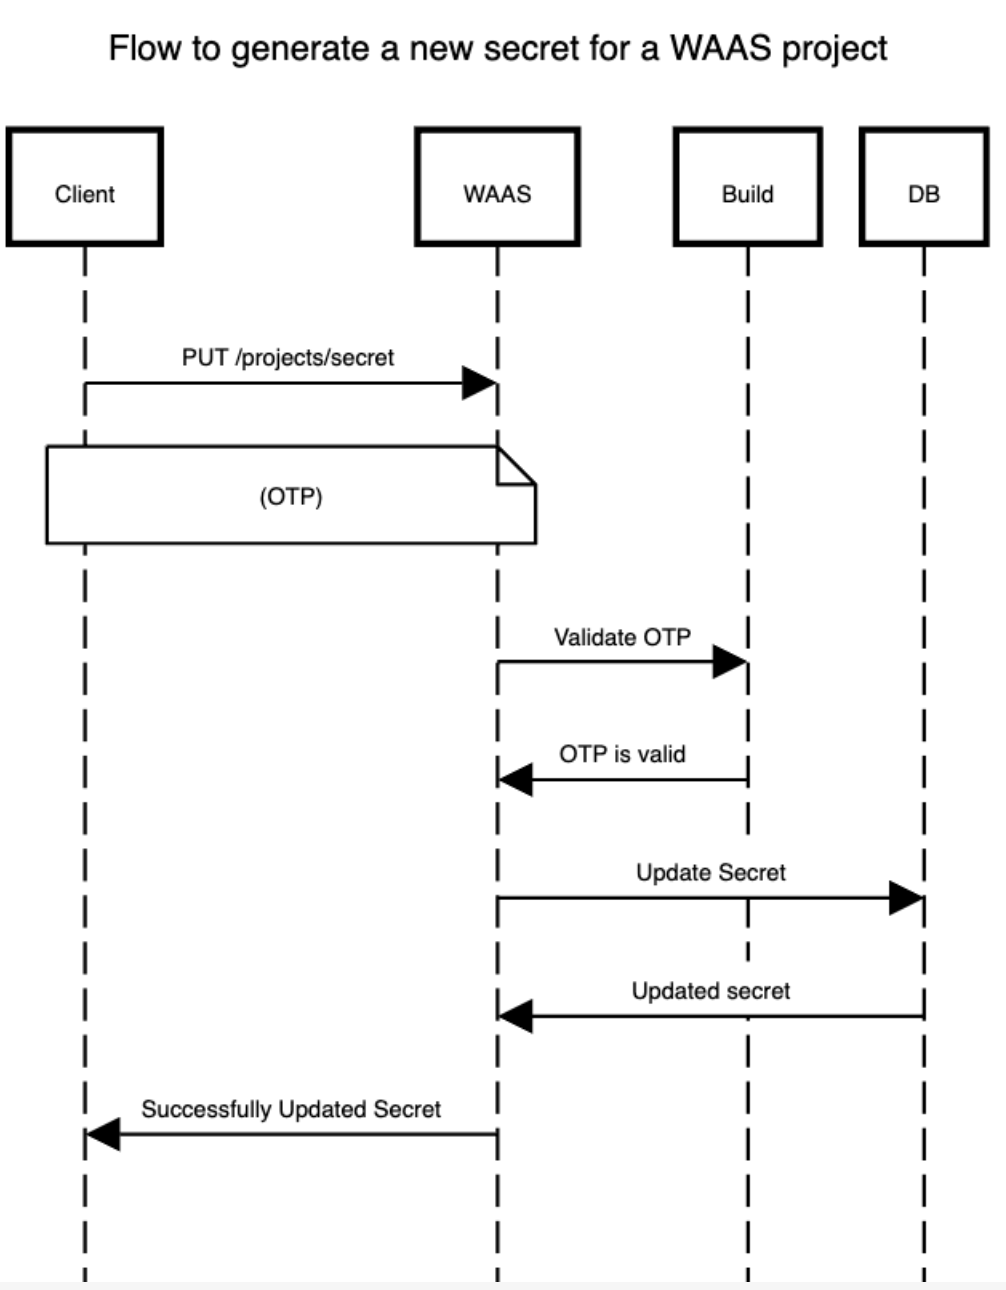 Flow to generate a new secret for a WAAS project
Client
WAAS
Build
DB
PUT /projects/secret
(OTP)
Validate OTP
OTP is valid
Update Secret
Updated secret
Successfully Updated Secret